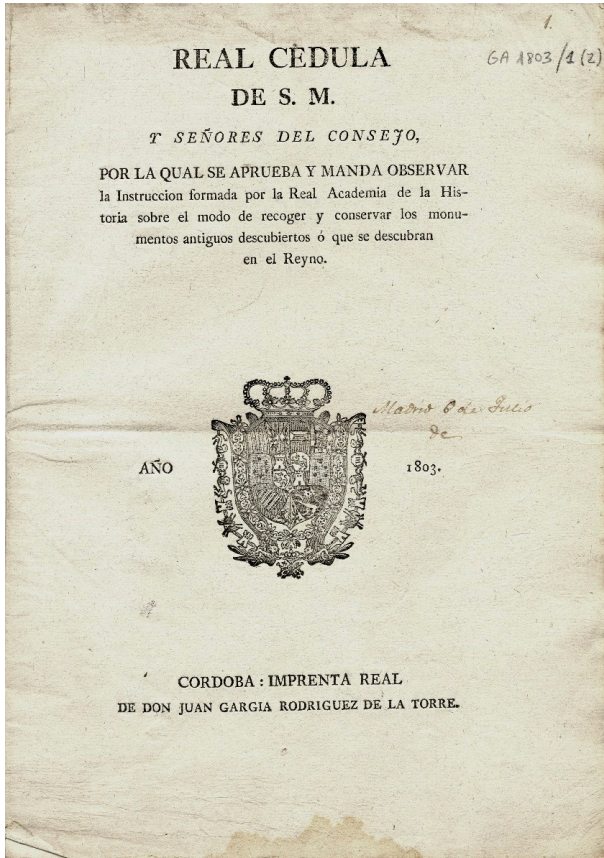 1.
GA 1803/1(2)
REAL CÈDULA
DE S. M.
Y SEÑORES DEL CONSEJO,
POR LA QUAL SE APRUEBA Y MANDA OBSERVAR
la Instruccion formada por la Real Academia de la His-
toria sobre el modo de recoger y conservar los monu-
mentos antiguos descubiertos ó que se descubran
en el Reyno.
Madrid 6 de Julio
de
AÑO 1803.
CORDOBA : IMPRENTA REAL
DE DON JUAN GARGIA RODRIGUEZ DE LA TORRE.